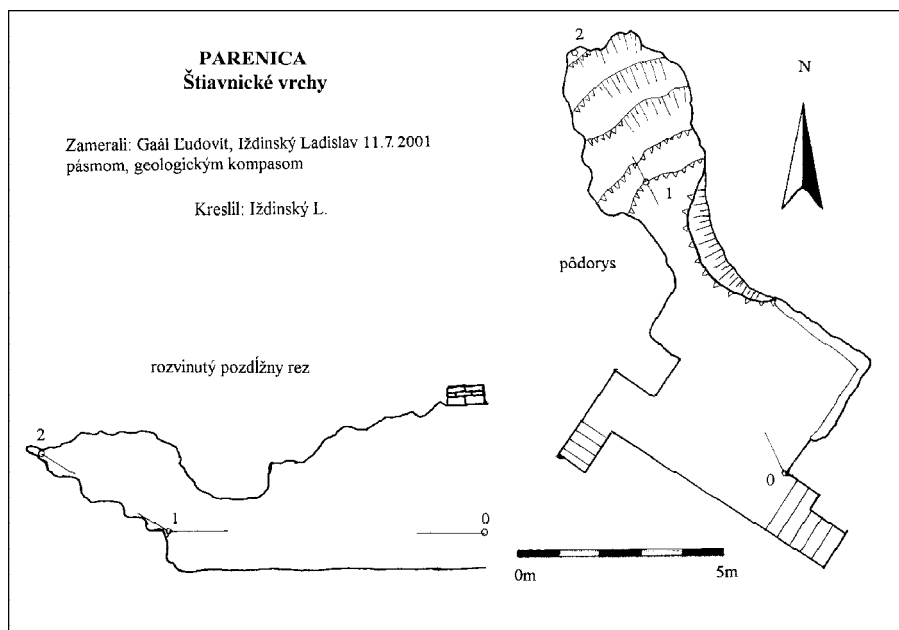 PARENICA
Štiavnické vrchy
Zamerali: Gaál Ľudovít, Iždinský Ladislav 11.7.2001
pásmom, geologickým kompasom
Kreslil: Iždinský L.
rozvinutý pozdĺžny rez
2
1
0
2
N
1
pôdorys
0
0m
5m